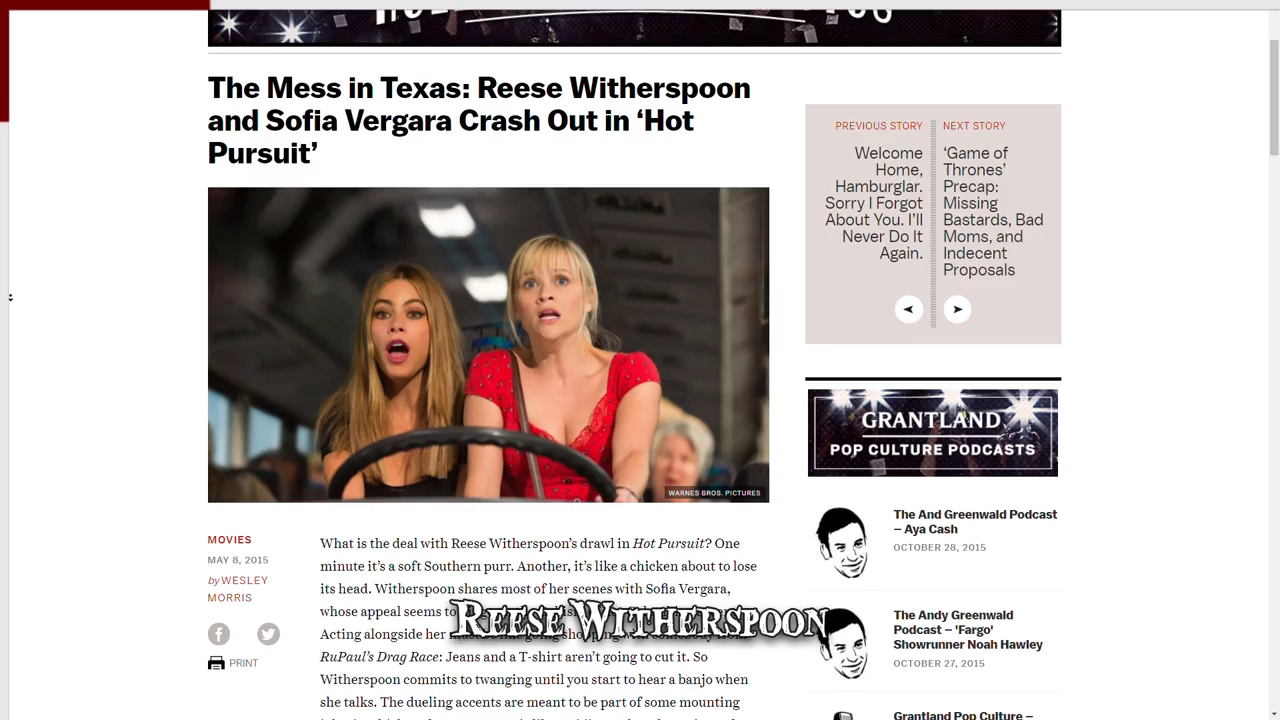 The Mess in Texas: Reese Witherspoon
and Sofia Vergara Crash Out in ‘Hot
Pursuit’
WARNES BROS. PICTURES
MOVIES
MAY 8, 2015
by WESLEY
MORRIS
PRINT
What is the deal with Reese Witherspoon’s drawl in Hot Pursuit? One
minute it’s a soft Southern purr. Another, it’s like a chicken about to lose
its head. Witherspoon shares most of her scenes with Sofia Vergara,
whose appeal seems to
Acting alongside her must be like going shopping with somebody from
RuPaul’s Drag Race: Jeans and a T-shirt aren’t going to cut it. So
Witherspoon commits to twanging until you start to hear a banjo when
she talks. The dueling accents are meant to be part of some mounting
REESE WITHERSPOON
PREVIOUS STORY
Welcome
Home,
Hamburglar.
Sorry I Forgot
About You. I’ll
Never Do It
Again.
NEXT STORY
‘Game of
Thrones’
Precap:
Missing
Bastards, Bad
Moms, and
Indecent
Proposals
GRANTLAND
POP CULTURE PODCASTS
The And Greenwald Podcast
– Aya Cash
OCTOBER 28, 2015
The Andy Greenwald
Podcast – 'Fargo'
Showrunner Noah Hawley
OCTOBER 27, 2015
Grantland Pop Culture –